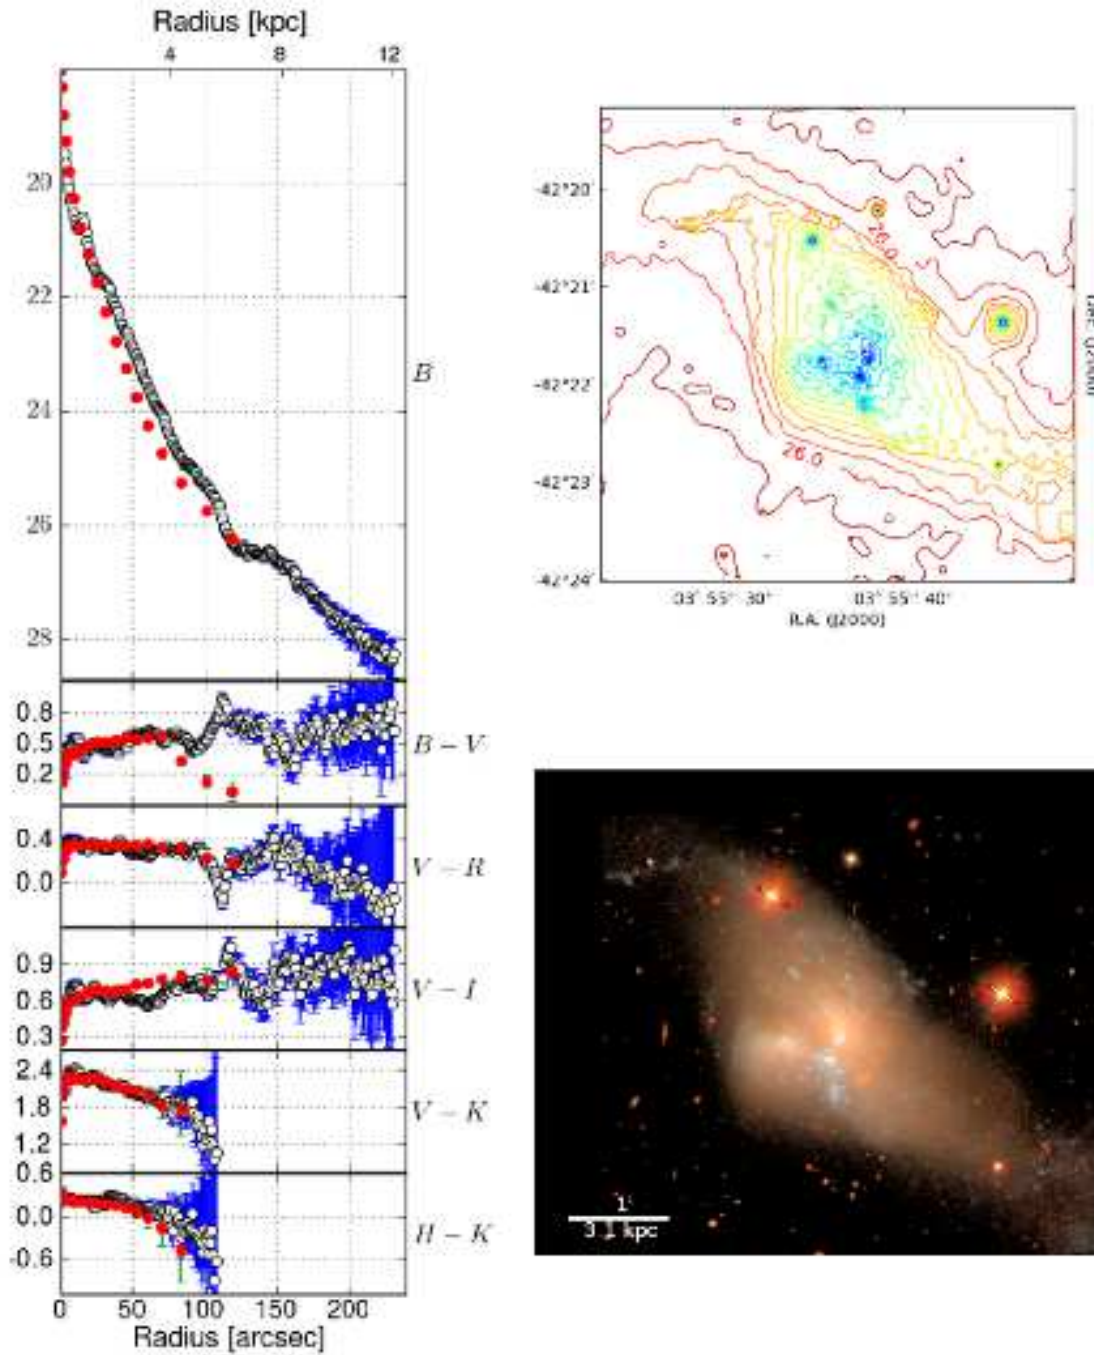 Radius [kpc]
4 8 12
20
22
24
26
28
B
0.8
0.5
0.2
B − V
0.4
0.0
V − R
0.9
0.6
0.3
V − I
2.4
1.8
1.2
0.6
V − K
0.0
-0.6
H − K
0 50 100 150 200
Radius [arcsec]
-42°20′
-42°21′
-42°22′
-42°23′
-42°24′
26.0
26.0
03ʰ 55ᵐ 30ˢ 03ʰ 55ᵐ 40ˢ
R.A. (J2000)
1′
3.1 kpc